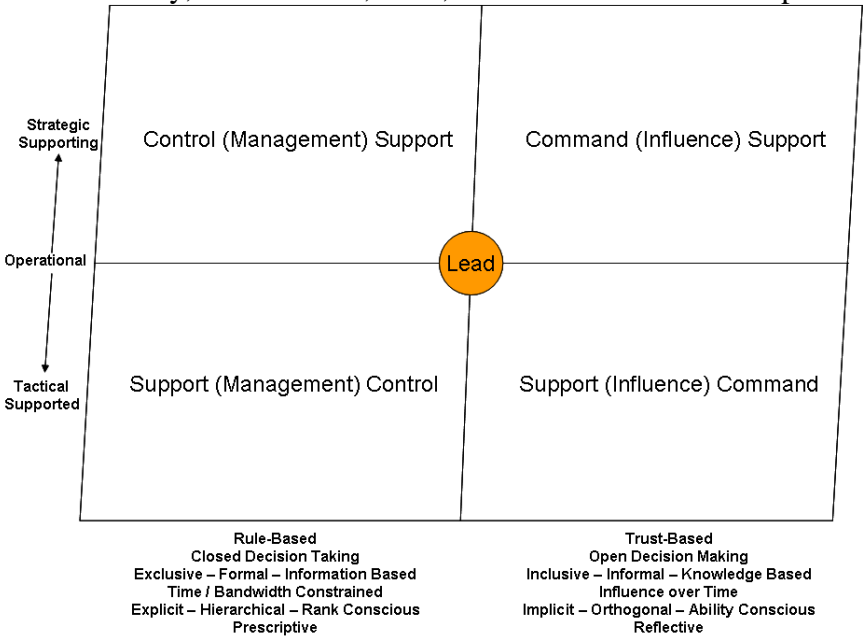 Strategic
Supporting
Control (Management) Support
Command (Influence) Support
Operational
Lead
Tactical
Supported
Support (Management) Control
Support (Influence) Command
Rule-Based
Closed Decision Taking
Exclusive – Formal – Information Based
Time / Bandwidth Constrained
Explicit – Hierarchical – Rank Conscious
Prescriptive
Trust-Based
Open Decision Making
Inclusive – Informal – Knowledge Based
Influence over Time
Implicit – Orthogonal – Ability Conscious
Reflective